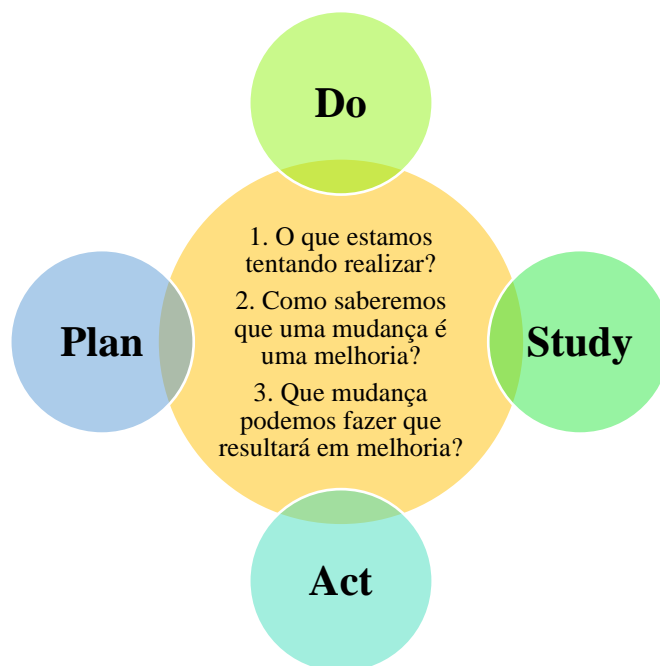 Do
1. O que estamos
tentando realizar?
2. Como saberemos
que uma mudança é
uma melhoria?
3. Que mudança
podemos fazer que
resultará em melhoria?
Plan
Study
Act